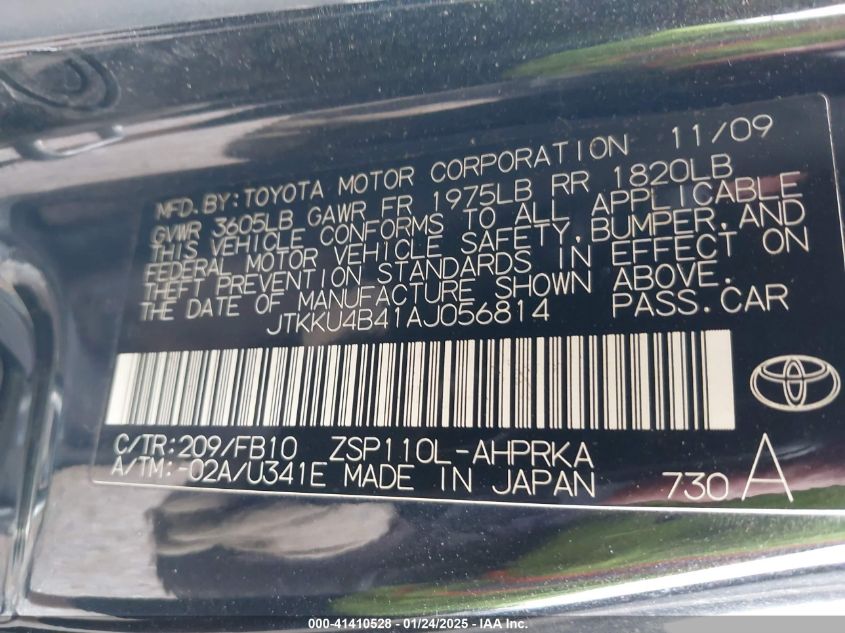 MFD.BY:TOYOTA MOTOR CORPORATION 11/09
GVWR 3605LB GAWR FR 1975LB RR 1820LB
THIS VEHICLE CONFORMS TO ALL APPLICABLE
FEDERAL MOTOR VEHICLE SAFETY,BUMPER,AND
THEFT PREVENTION STANDARDS IN EFFECT ON
THE DATE OF MANUFACTURE SHOWN ABOVE.
JTKKU4B41AJ056814 PASS.CAR
C/TR:209/FB10 ZSP110L-AHPRKA
A/TM:-02A/U341E MADE IN JAPAN 730 A
000-41410528 - 01/24/2025 - IAA Inc.